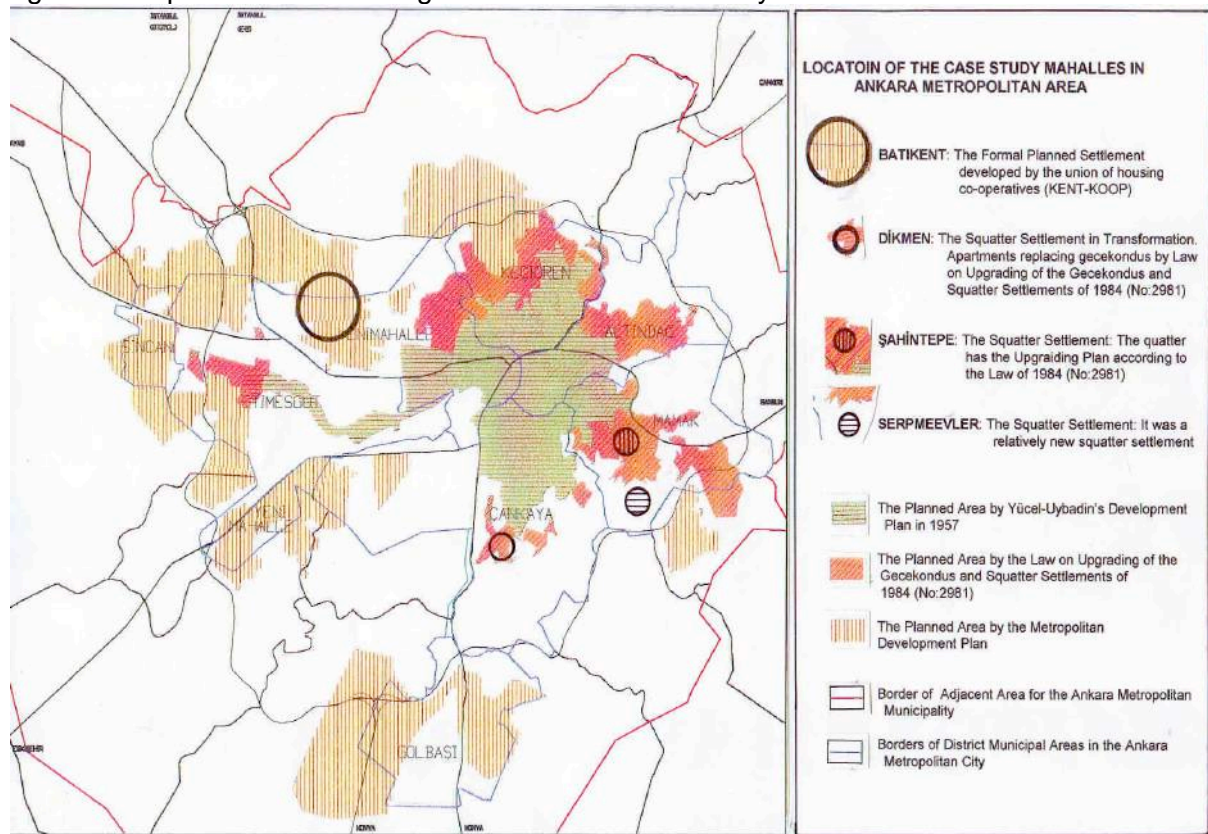 İSTANBUL
İSTANBUL
KEÇİÖREN
ALTINDAĞ
SİNCAN
MAMAK
ÇANKAYA
YENİ
MAHALLE
GÖLBAŞI
KONYA
KONYA
LOCATOIN OF THE CASE STUDY MAHALLES IN
ANKARA METROPOLITAN AREA
BATIKENT: The Formal Planned Settlement
developed by the union of housing
co-operatives (KENT-KOOP)
DİKMEN: The Squatter Settlement in Transformation.
Apartments replacing gecekondus by Law
on Upgrading of the Gecekondus and
Squatter Settlements of 1984 (No:2981)
ŞAHİNTEPE: The Squatter Settlement: The quatter
has the Upgraiding Plan according to
the Law of 1984 (No:2981)
SERPMEEVLER: The Squatter Settlement: It was a
relatively new squatter settlement
The Planned Area by Yücel-Uybadin's Development
Plan in 1957
The Planned Area by the Law on Upgrading of the
Gecekondus and Squatter Settlements of
1984 (No:2981)
The Planned Area by the Metropolitan
Development Plan
Border of Adjacent Area for the Ankara Metropolitan
Municipality
Borders of District Municipal Areas in the Ankara
Metropolitan City